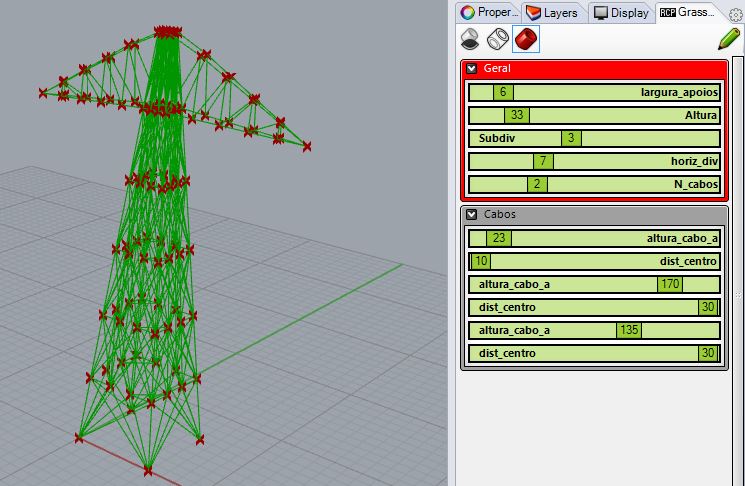 Proper... Layers Display RCP Grass...
Geral
6 largura_apoios
33 Altura
Subdiv 3
7 horiz_div
2 N_cabos
Cabos
23 altura_cabo_a
10 dist_centro
altura_cabo_a 170
dist_centro 30
altura_cabo_a 135
dist_centro 30